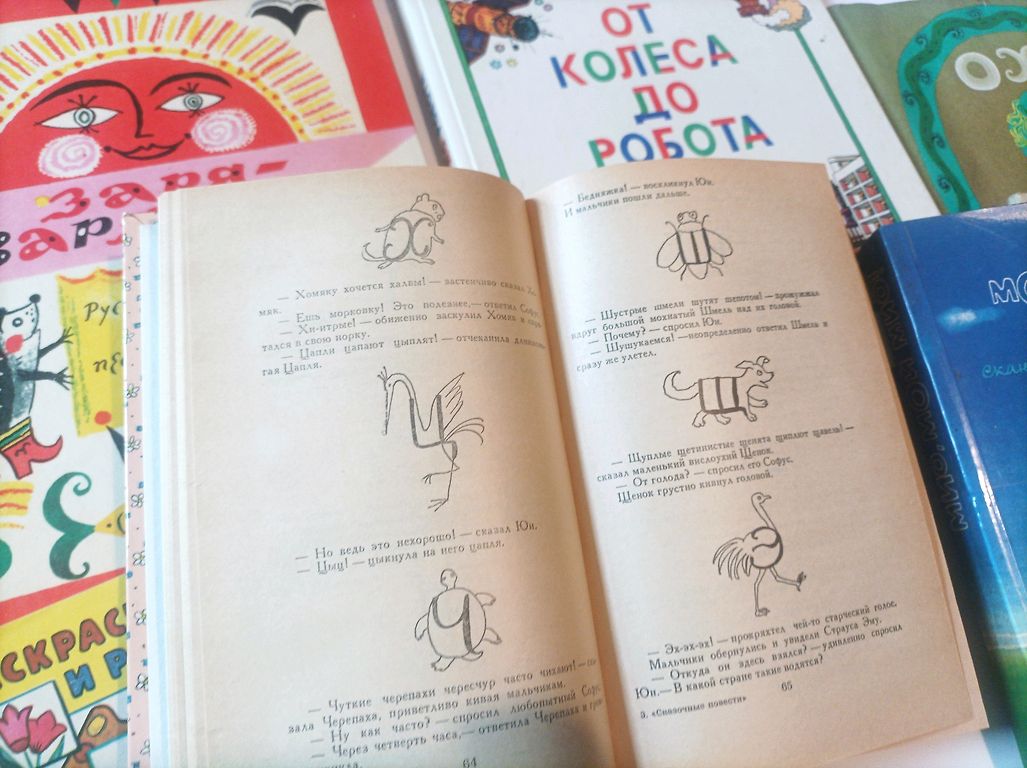 ОТ
КОЛЕСА
ДО
РОБОТА
Заря-
Рус
Х
— Хомяку хочется халвы! — застенчиво сказал Хо-
мяк.
— Ешь морковку! Это полезнее,— ответил Софус.
— Хи-итрые! — обиженно заскулил Хомяк и спря-
тался в свою норку.
— Цапли цапают цыплят! — отчеканила длинноно-
гая Цапля.
Ц
— Но ведь это нехорошо! — сказал Юн.
— Цыц! — цыкнула на него цапля.
Ч
— Чуткие черепахи чересчур часто чихают! — ска-
зала Черепаха, приветливо кивая мальчикам.
— Ну как часто? — спросил любопытный Софус.
— Через четверть часа,— ответила Черепаха и
64
— Бедняжка! — воскликнул Юн.
И мальчики пошли дальше.
Ш
— Шустрые шмели шутят шепотом! — прожужжал
вдруг большой мохнатый Шмель над их головой.
— Почему? — спросил Юн.
— Шушукаемся! — неопределенно ответил Шмель и
сразу же улетел.
Щ
— Щуплые щетинистые щенята щиплют щавель! —
сказал маленький вислоухий Щенок.
— От голода? — спросил его Софус.
Щенок грустно кивнул головой.
Э
— Эх-эх-эх! — прокряхтел чей-то старческий голос.
Мальчики обернулись и увидели Страуса Эму.
— Откуда он здесь взялся? — удивленно спросил
Юн.— В какой стране такие водятся?
3. «Сказочные повести»
65